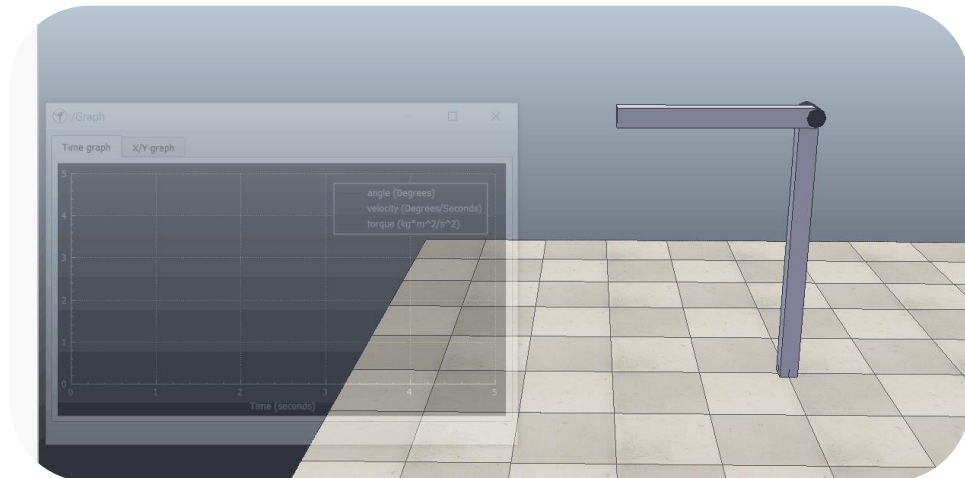 /Graph
Time graph X/Y graph
5
angle (Degrees)
velocity (Degrees/Seconds)
torque (kg*m^2/s^2)
4
3
2
1
0
0 1 2 3 4 5
Time (seconds)